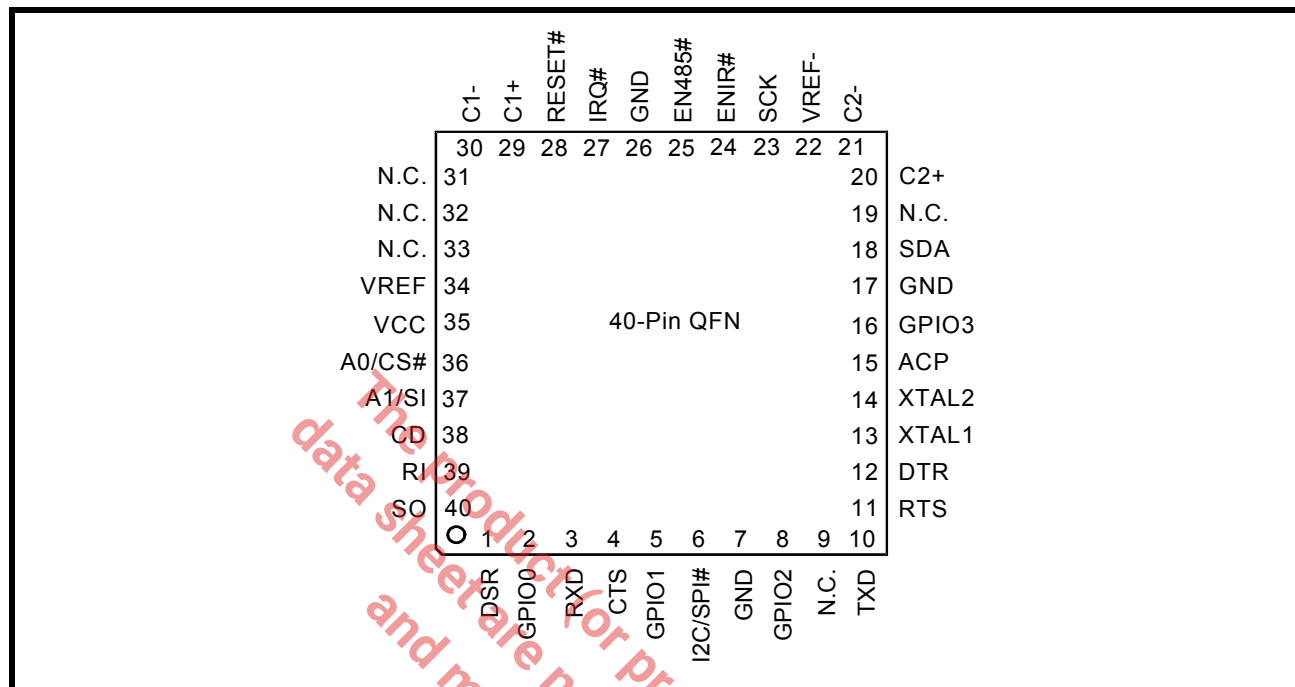 C1- C1+ RESET# IRQ# GND EN485# ENIR# SCK VREF- C2-
30 29 28 27 26 25 24 23 22 21
N.C. 31 20 C2+
N.C. 32 19 N.C.
N.C. 33 18 SDA
VREF 34 17 GND
VCC 35 40-Pin QFN 16 GPIO3
A0/CS# 36 15 ACP
A1/SI 37 14 XTAL2
CD 38 13 XTAL1
RI 39 12 DTR
SO 40 11 RTS
1 2 3 4 5 6 7 8 9 10
DSR GPIO0 RXD CTS GPIO1 I2C/SPI# GND GPIO2 N.C. TXD
The product (or pr
data sheet are n
and m